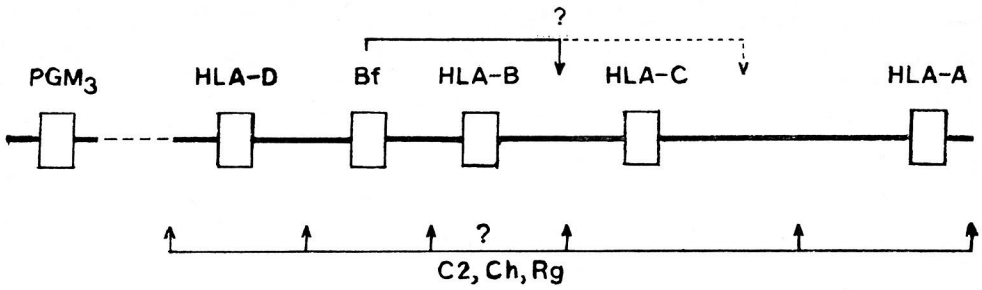 ?
PGM3 HLA-D Bf HLA-B HLA-C HLA-A
?
C2, Ch, Rg